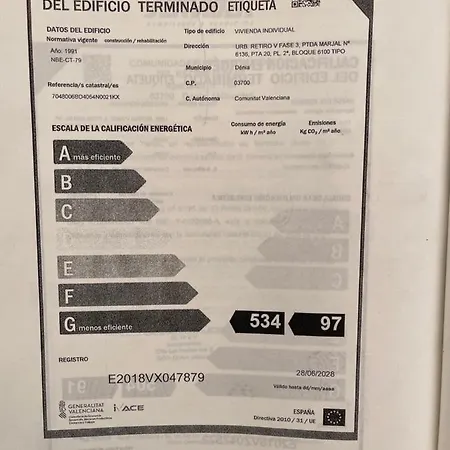 DEL EDIFICIO TERMINADO ETIQUETA
DATOS DEL EDIFICIO
Normativa vigente construcción / rehabilitación
Año: 1991
NBE-CT-79
Referencia/s catastral/es
Tipo de edificio VIVIENDA INDIVIDUAL
Dirección URB. RETIRO V FASE 3, PTDA MARJAL Nº
6136, PTA 20, PL. 2ª, BLOQUE 6100 TIPO
Municipio Dénia
C.P. 03700
C. Autónoma Comunitat Valenciana
ESCALA DE LA CALIFICACIÓN ENERGÉTICA
Consumo de energía
kW h / m² año
Emisiones
Kg CO₂ / m² año
A más eficiente
B
C
E
F
G menos eficiente
534
97
REGISTRO
E2018VX047879
28/06/2028
Válido hasta dd/mm/aaaa
GENERALITAT
VALENCIANA
IVACE
ESPAÑA
Directiva 2010 / 31 / UE